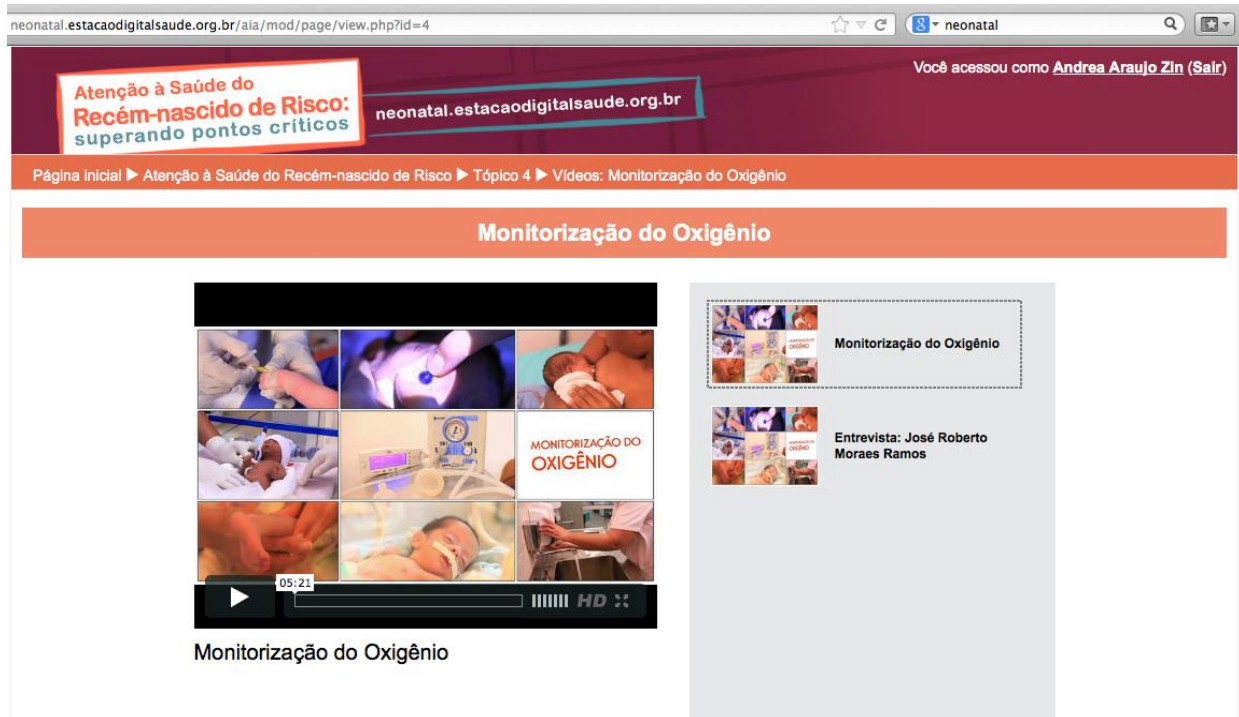 neonatal.estacaodigitalsaude.org.br/aia/mod/page/view.php?id=4
neonatal
Você acessou como Andrea Araujo Zin (Sair)
Atenção à Saúde do
Recém-nascido de Risco:
superando pontos críticos
neonatal.estacaodigitalsaude.org.br
Página inicial ▶ Atenção à Saúde do Recém-nascido de Risco ▶ Tópico 4 ▶ Vídeos: Monitorização do Oxigênio
Monitorização do Oxigênio
MONITORIZAÇÃO DO
OXIGÊNIO
05:21
HD
Monitorização do Oxigênio
Monitorização do Oxigênio
Entrevista: José Roberto
Moraes Ramos